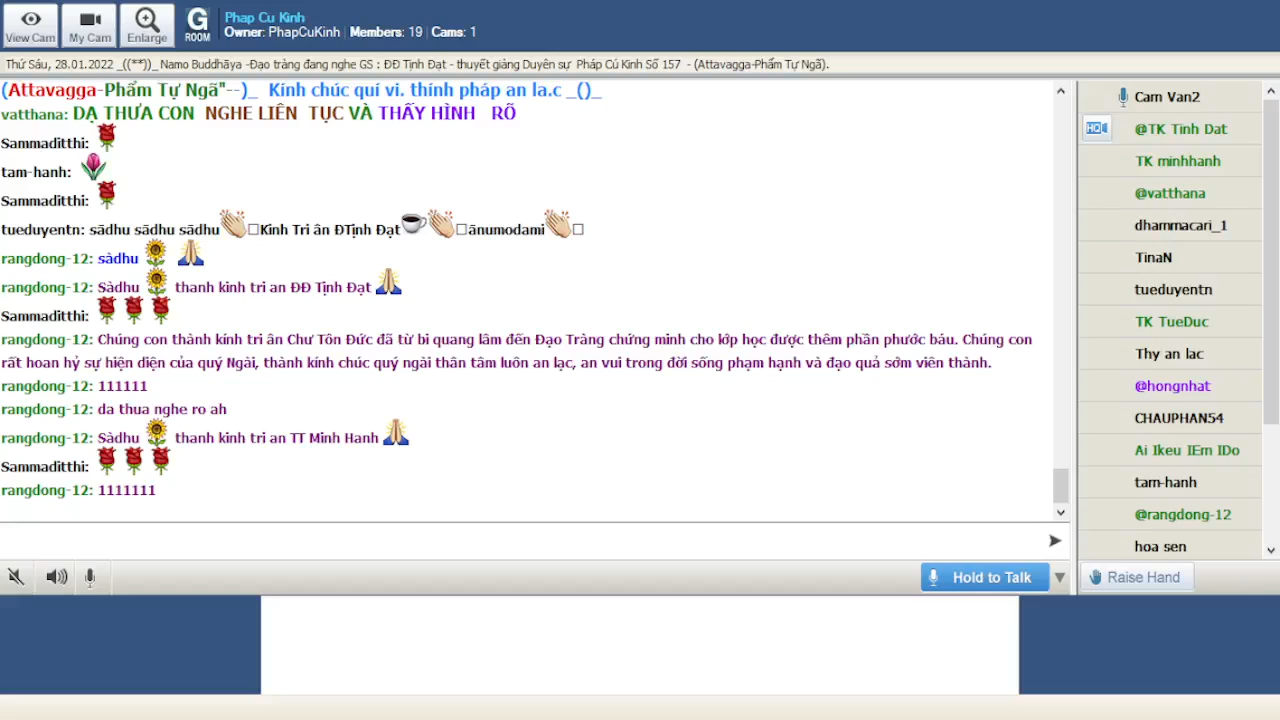 View Cam
My Cam
Enlarge
G
ROOM
Phap Cu Kinh
Owner: PhapCuKinh | Members: 19 | Cams: 1
Thứ Sáu, 28.01.2022 _((**))_ Namo Buddhāya -Đạo tràng đang nghe GS : ĐĐ Tịnh Đạt - thuyết giảng Duyên sự Pháp Cú Kinh Số 157 - (Attavagga-Phẩm Tự Ngã).
(Attavagga-Phẩm Tự Ngã"--)_ Kính chúc quí vi. thính pháp an la.c _()_
vatthana: DẠ THƯA CON NGHE LIÊN TỤC VÀ THẤY HÌNH RÕ
Sammaditthi:
tam-hanh:
Sammaditthi:
tueduyentn: sādhu sādhu sādhu Kính Tri ân ĐTịnh Đạt ānumodami
rangdong-12: sàdhu
rangdong-12: Sàdhu thanh kinh tri an ĐĐ Tịnh Đạt
Sammaditthi:
rangdong-12: Chúng con thành kính tri ân Chư Tôn Đức đã từ bi quang lâm đến Đạo Tràng chứng minh cho lớp học được thêm phần phước báu. Chúng con
rất hoan hỷ sự hiện diện của quý Ngài, thành kính chúc quý ngài thân tâm luôn an lạc, an vui trong đời sống phạm hạnh và đạo quả sớm viên thành.
rangdong-12: 111111
rangdong-12: da thua nghe ro ah
rangdong-12: Sàdhu thanh kinh tri an TT Minh Hanh
Sammaditthi:
rangdong-12: 1111111
Hold to Talk
Cam Van2
HD
@TK Tinh Dat
TK minhhanh
@vatthana
dhammacari_1
TinaN
tueduyentn
TK TueDuc
Thy an lac
@hongnhat
CHAUPHAN54
Ai Ikeu IEm IDo
tam-hanh
@rangdong-12
hoa sen
Raise Hand